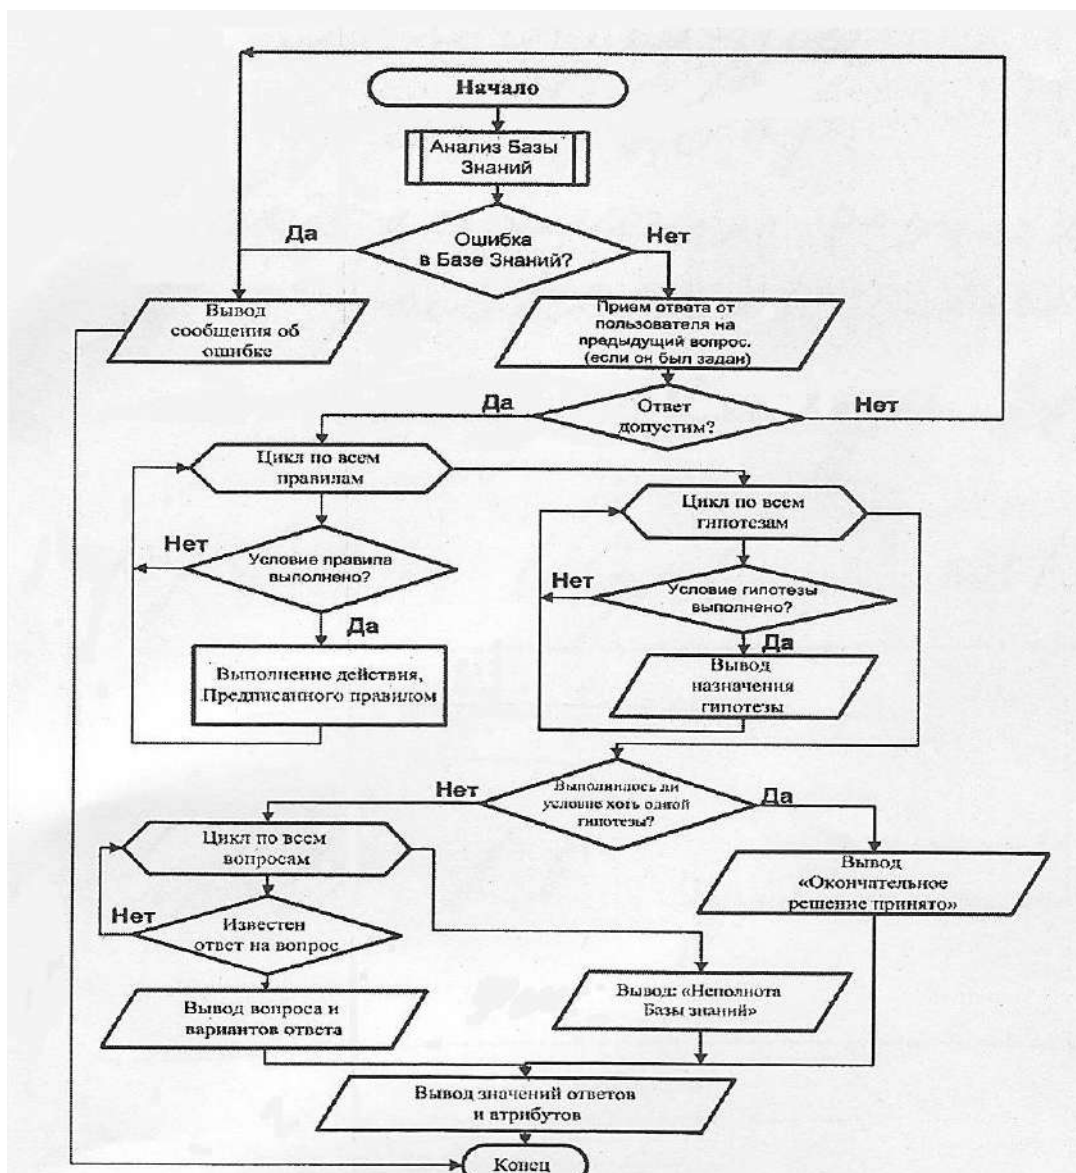 Начало
Анализ Базы
Знаний
Да
Ошибка
в Базе Знаний?
Нет
Вывод
сообщения об
ошибке
Прием ответа от
пользователя на
предыдущий вопрос.
(если он был задан)
Да
Ответ
допустим?
Нет
Цикл по всем
правилам
Цикл по всем
гипотезам
Нет
Условие правила
выполнено?
Да
Нет
Условие гипотезы
выполнено?
Да
Выполнение действия,
Предписанного правилом
Вывод
назначения
гипотезы
Нет
Выполнилось ли
условие хоть одной
гипотезы?
Да
Цикл по всем
вопросам
Вывод
«Окончательное
решение принято»
Нет
Известен
ответ на вопрос
Вывод: «Неполнота
Базы знаний»
Вывод вопроса и
вариантов ответа
Вывод значений ответов
и атрибутов
Конец